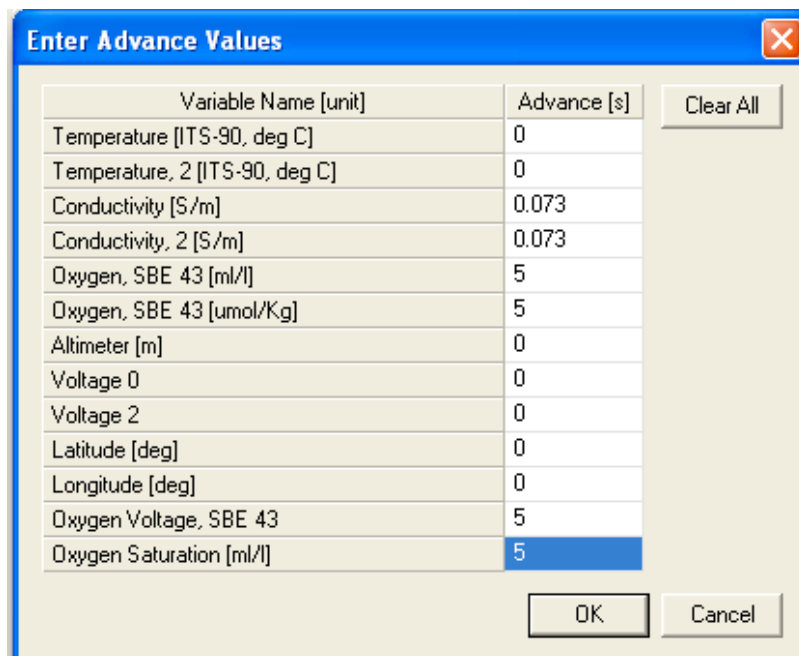 Enter Advance Values
Variable Name [unit] Advance [s] Clear All
Temperature [ITS-90, deg C] 0
Temperature, 2 [ITS-90, deg C] 0
Conductivity [S/m] 0.073
Conductivity, 2 [S/m] 0.073
Oxygen, SBE 43 [ml/l] 5
Oxygen, SBE 43 [umol/Kg] 5
Altimeter [m] 0
Voltage 0 0
Voltage 2 0
Latitude [deg] 0
Longitude [deg] 0
Oxygen Voltage, SBE 43 5
Oxygen Saturation [ml/l] 5
OK Cancel